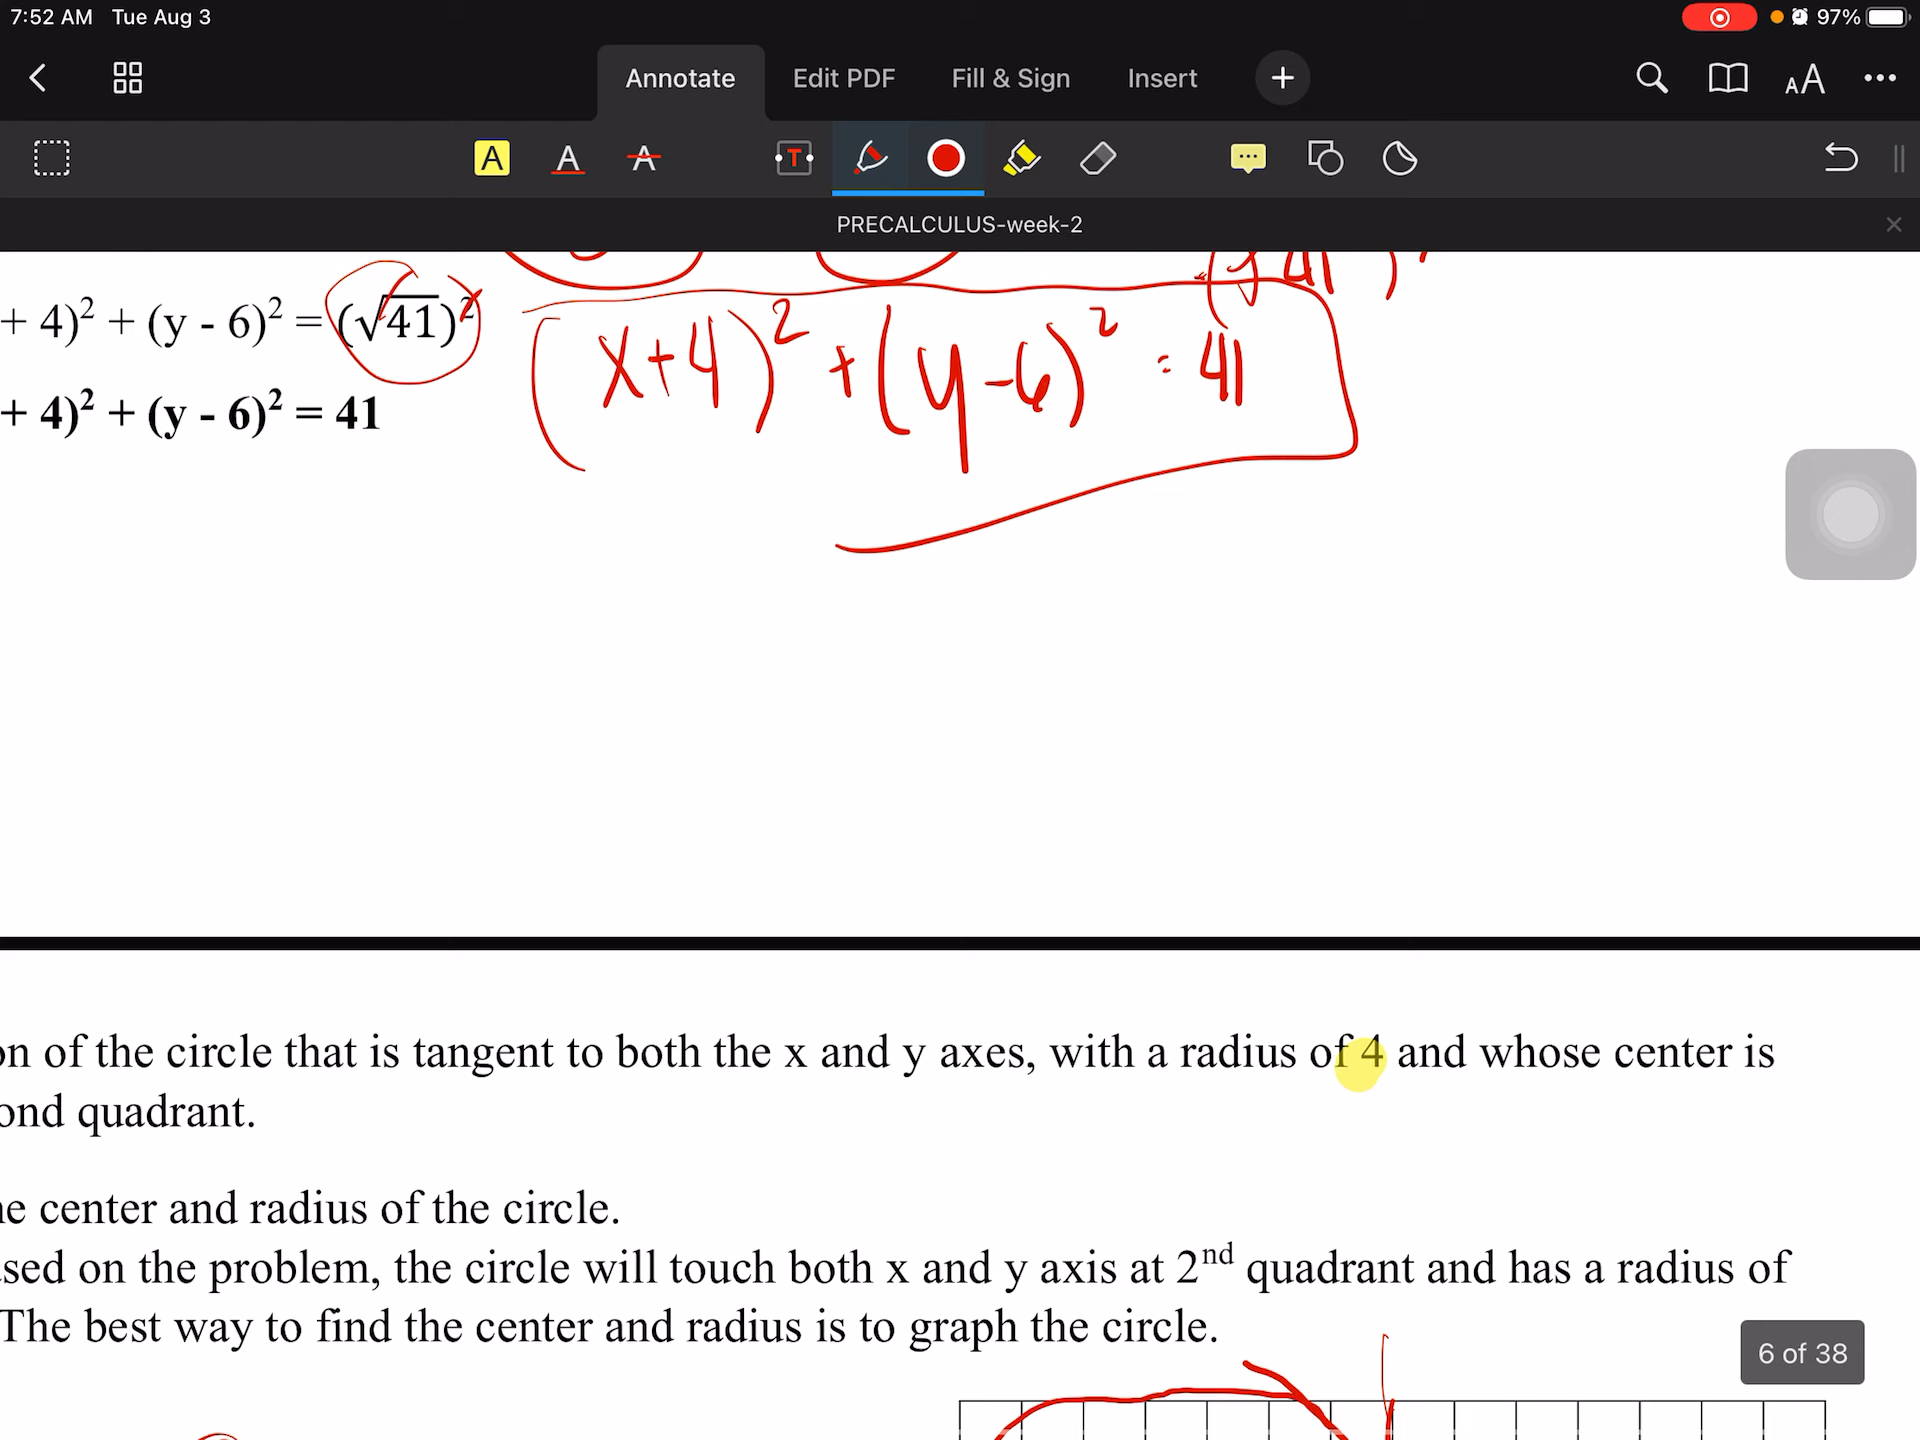 7:52 AM Tue Aug 3 97%
Annotate Edit PDF Fill & Sign Insert +
AA
A A A T
PRECALCULUS-week-2
41
+ 4)² + (y - 6)² = (√41)²
(x+4)² + (y-6)² = 41
+ 4)² + (y - 6)² = 41
on of the circle that is tangent to both the x and y axes, with a radius of 4 and whose center is
ond quadrant.
he center and radius of the circle.
sed on the problem, the circle will touch both x and y axis at 2nd quadrant and has a radius of
The best way to find the center and radius is to graph the circle.
6 of 38